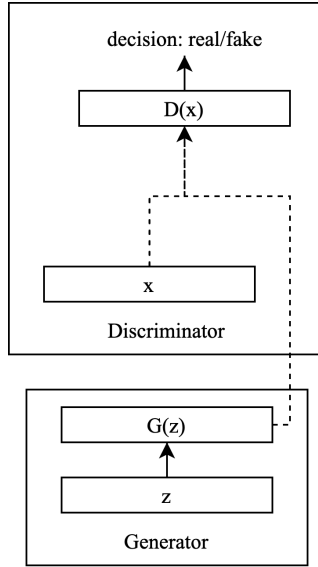 decision: real/fake
D(x)
x
Discriminator
G(z)
z
Generator